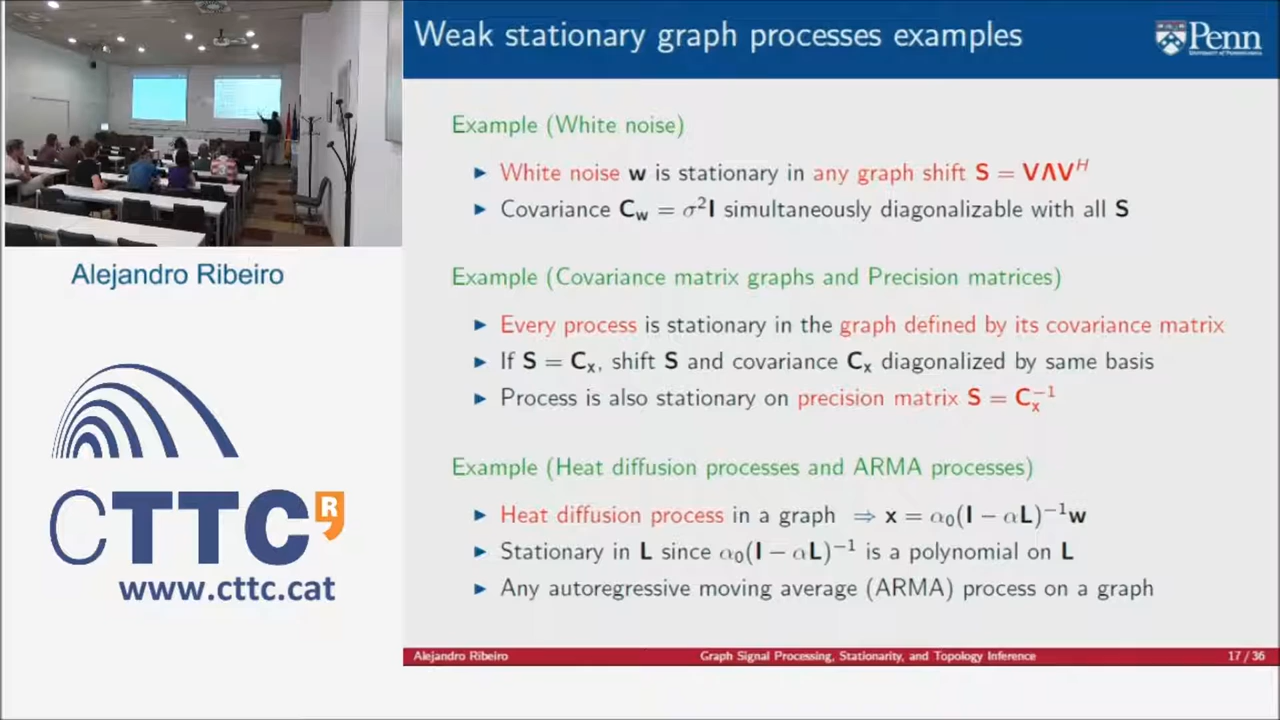 Weak stationary graph processes examples
Penn
UNIVERSITY OF PENNSYLVANIA
Example (White noise)
► White noise w is stationary in any graph shift S = VΛV^H
► Covariance C_w = σ²I simultaneously diagonalizable with all S
Example (Covariance matrix graphs and Precision matrices)
► Every process is stationary in the graph defined by its covariance matrix
► If S = C_x, shift S and covariance C_x diagonalized by same basis
► Process is also stationary on precision matrix S = C_x^{-1}
Example (Heat diffusion processes and ARMA processes)
► Heat diffusion process in a graph ⇒ x = α₀(I − αL)^{-1}w
► Stationary in L since α₀(I − αL)^{-1} is a polynomial on L
► Any autoregressive moving average (ARMA) process on a graph
Alejandro Ribeiro
Graph Signal Processing, Stationarity, and Topology Inference
17 / 36
Alejandro Ribeiro
CTTC
R
www.cttc.cat